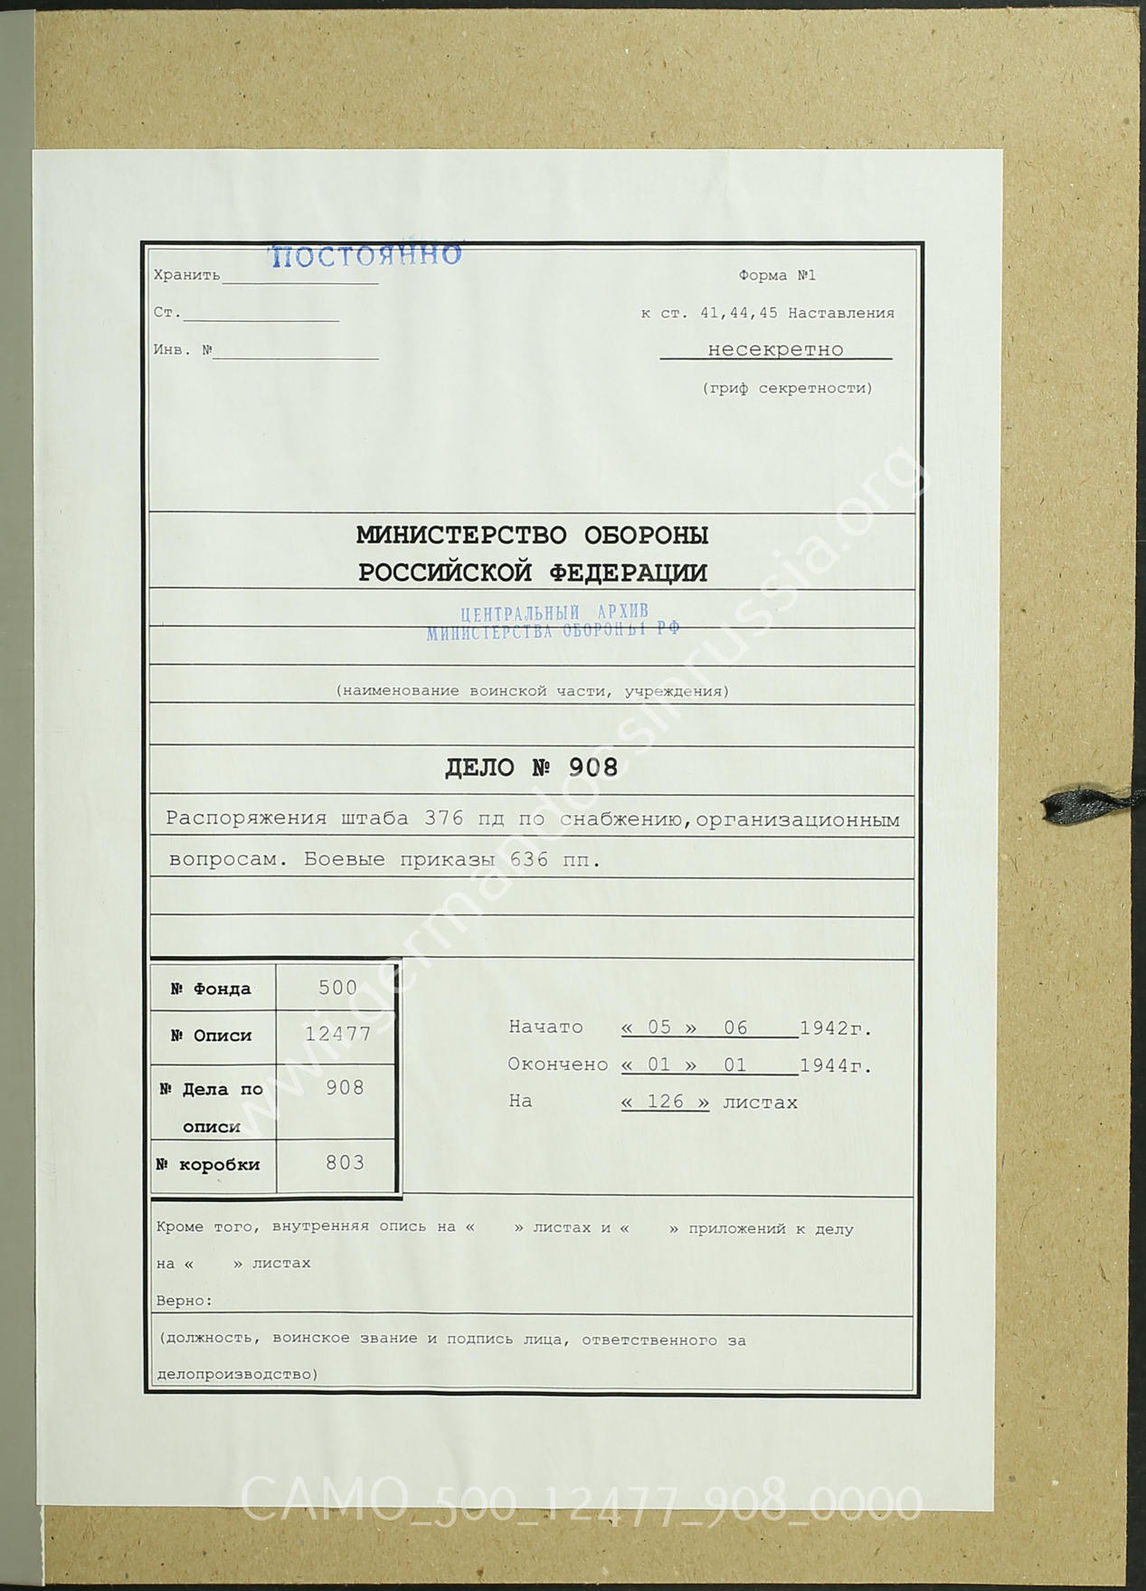 ПОСТОЯННО
Хранить
Форма №1
Ст.
к ст. 41,44,45 Наставления
Инв. №
несекретно
(гриф секретности)
МИНИСТЕРСТВО ОБОРОНЫ
РОССИЙСКОЙ ФЕДЕРАЦИИ
ЦЕНТРАЛЬНЫЙ АРХИВ
МИНИСТЕРСТВА ОБОРОНЫ РФ
(наименование воинской части, учреждения)
ДЕЛО № 908
Распоряжения штаба 376 пд по снабжению, организационным
вопросам. Боевые приказы 636 пп.
№ Фонда 500
№ Описи 12477
№ Дела по 908
описи
№ коробки 803
Начато « 05 » 06 1942г.
Окончено « 01 » 01 1944г.
На « 126 » листах
Кроме того, внутренняя опись на « » листах и « » приложений к делу
на « » листах
Верно:
(должность, воинское звание и подпись лица, ответственного за
делопроизводство)
www.germandocsinrussia.org
CAMO_500_12477_908_0000